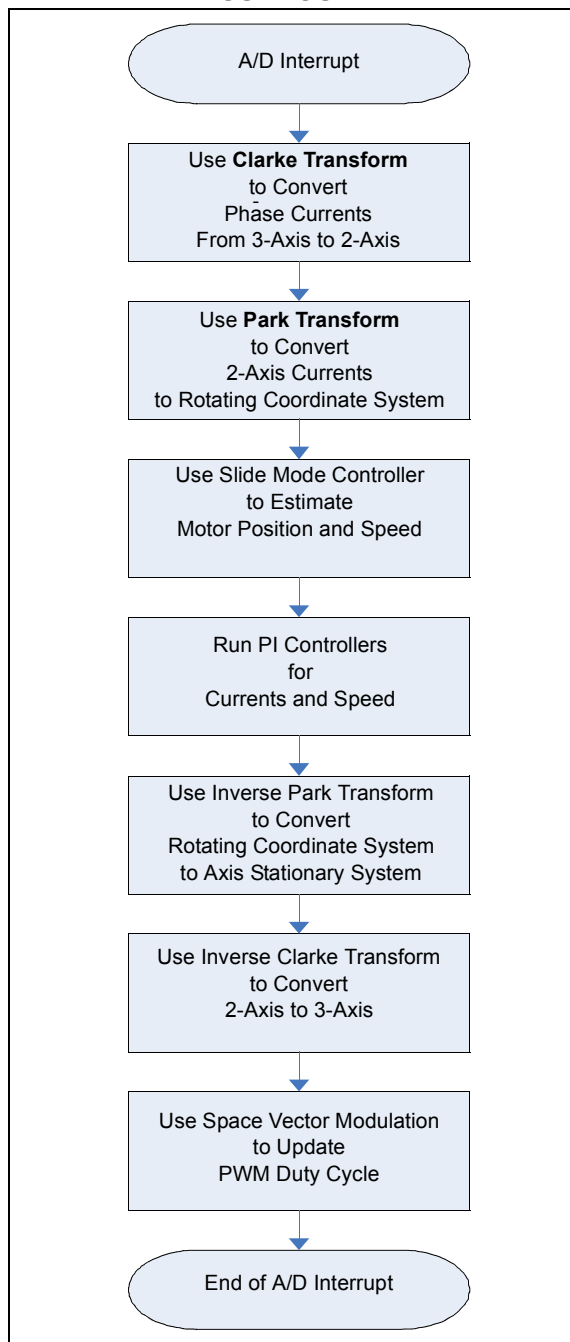 A/D Interrupt
Use Clarke Transform
to Convert
Phase Currents
From 3-Axis to 2-Axis
Use Park Transform
to Convert
2-Axis Currents
to Rotating Coordinate System
Use Slide Mode Controller
to Estimate
Motor Position and Speed
Run PI Controllers
for
Currents and Speed
Use Inverse Park Transform
to Convert
Rotating Coordinate System
to Axis Stationary System
Use Inverse Clarke Transform
to Convert
2-Axis to 3-Axis
Use Space Vector Modulation
to Update
PWM Duty Cycle
End of A/D Interrupt